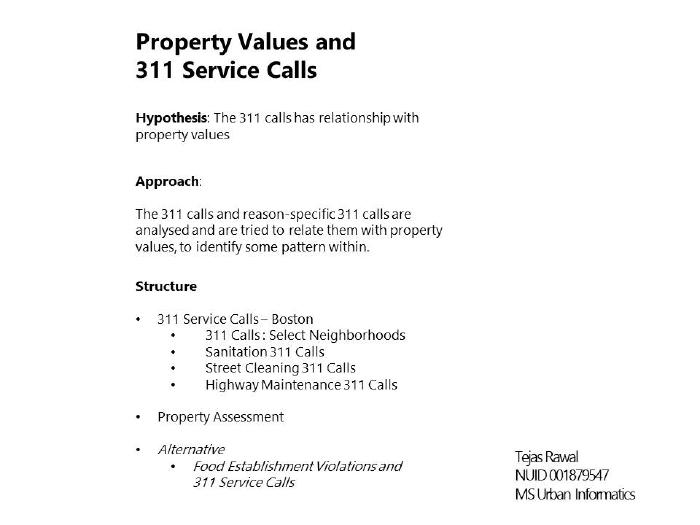 Property Values and
311 Service Calls
Hypothesis: The 311 calls has relationship with
property values
Approach:
The 311 calls and reason-specific 311 calls are
analysed and are tried to relate them with property
values, to identify some pattern within.
Structure
• 311 Service Calls – Boston
• 311 Calls: Select Neighborhoods
• Sanitation 311 Calls
• Street Cleaning 311 Calls
• Highway Maintenance 311 Calls
• Property Assessment
• Alternative
• Food Establishment Violations and
311 Service Calls
Tejas Rawal
NUID 001879547
MS Urban Informatics